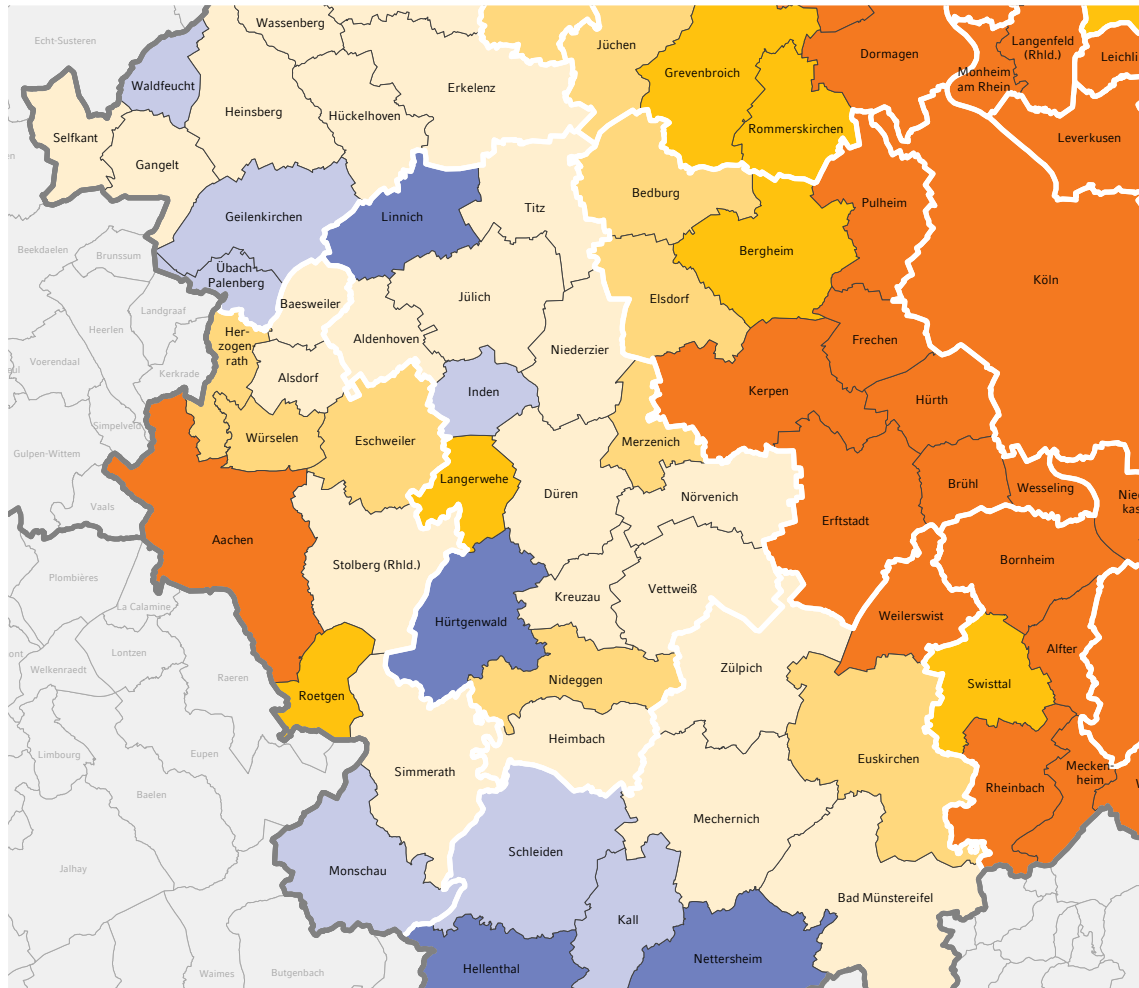 Echt-Susteren
Wassenberg
Jüchen
Dormagen
Langenfeld
(Rhld.)
Leichli
Waldfeucht
Grevenbroich
Monheim
am Rhein
Erkelenz
Heinsberg
Hückelhoven
Rommerskirchen
Leverkusen
Selfkant
Gangelt
Bedburg
Pulheim
Geilenkirchen
Linnich
Titz
Beekdaelen
Brunssum
Bergheim
Übach-
Palenberg
Köln
Landgraaf
Baesweiler
Jülich
Elsdorf
Heerlen
Her-
zogen-
rath
Aldenhoven
Niederzier
Frechen
Voerendaal
Kerkrade
Alsdorf
Inden
Kerpen
Hürth
Simpelveld
Würselen
Eschweiler
Merzenich
Gulpen-Wittem
Langerwehe
Düren
Nörvenich
Brühl
Wesseling
Nied
kas
Vaals
Erftstadt
Aachen
Stolberg (Rhld.)
Bornheim
Plombières
Kreuzau
Vettweiß
La Calamine
Hürtgenwald
Weilerswist
ont
Lontzen
Alfter
Welkenraedt
Raeren
Zülpich
Nideggen
Swisttal
Roetgen
Heimbach
Limbourg
Eupen
Simmerath
Euskirchen
Mecken-
heim
Rheinbach
Baelen
Mechernich
Schleiden
Jalhay
Monschau
Bad Münstereifel
Kall
Nettersheim
Hellenthal
Waimes
Butgenbach